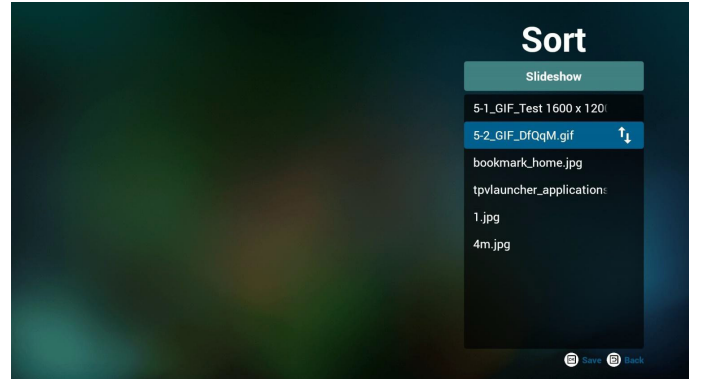 Sort
Slideshow
5-1_GIF_Test 1600 x 120
5-2_GIF_DfQqM.gif
bookmark_home.jpg
tpvlauncher_applications
1.jpg
4m.jpg
Save Back